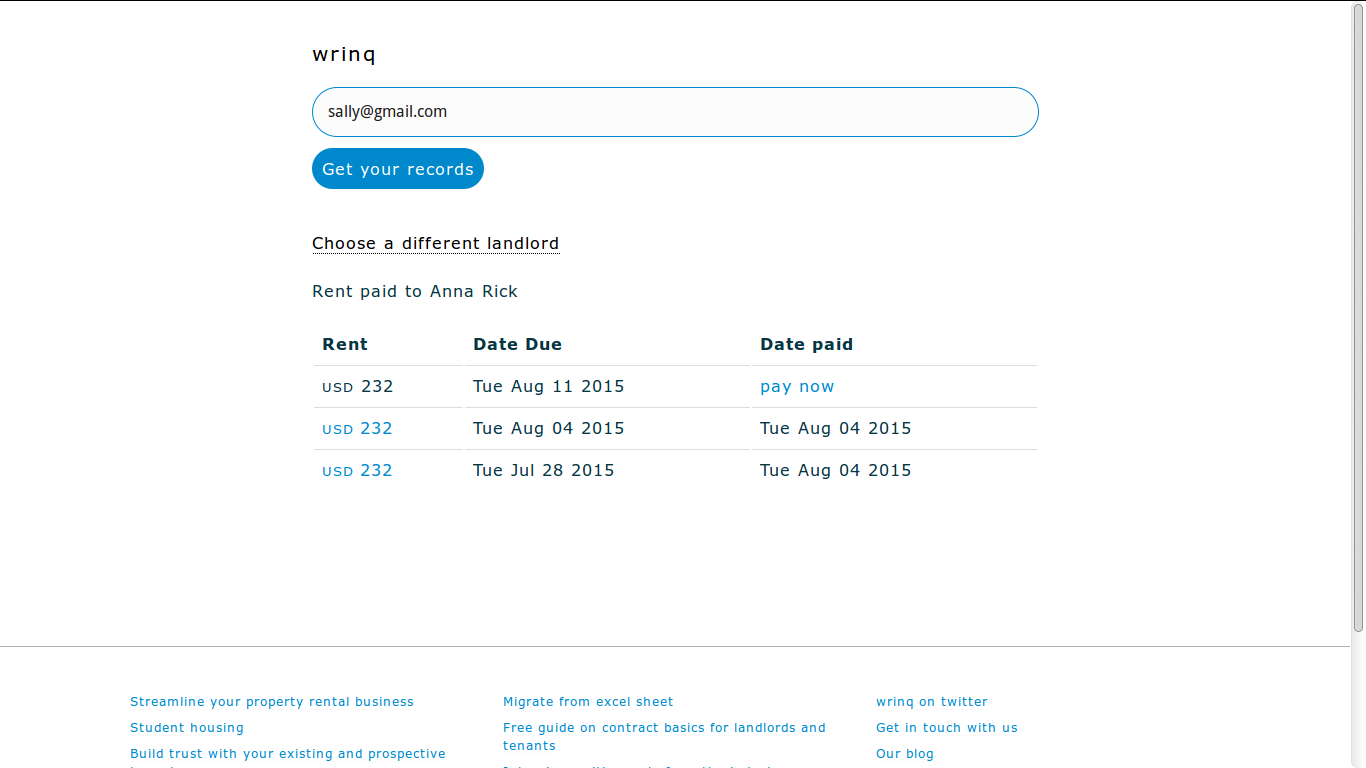 wrinq
sally@gmail.com
Get your records
Choose a different landlord
Rent paid to Anna Rick
Rent Date Due Date paid
USD 232 Tue Aug 11 2015 pay now
USD 232 Tue Aug 04 2015 Tue Aug 04 2015
USD 232 Tue Jul 28 2015 Tue Aug 04 2015
Streamline your property rental business
Student housing
Build trust with your existing and prospective
Migrate from excel sheet
Free guide on contract basics for landlords and
tenants
wrinq on twitter
Get in touch with us
Our blog